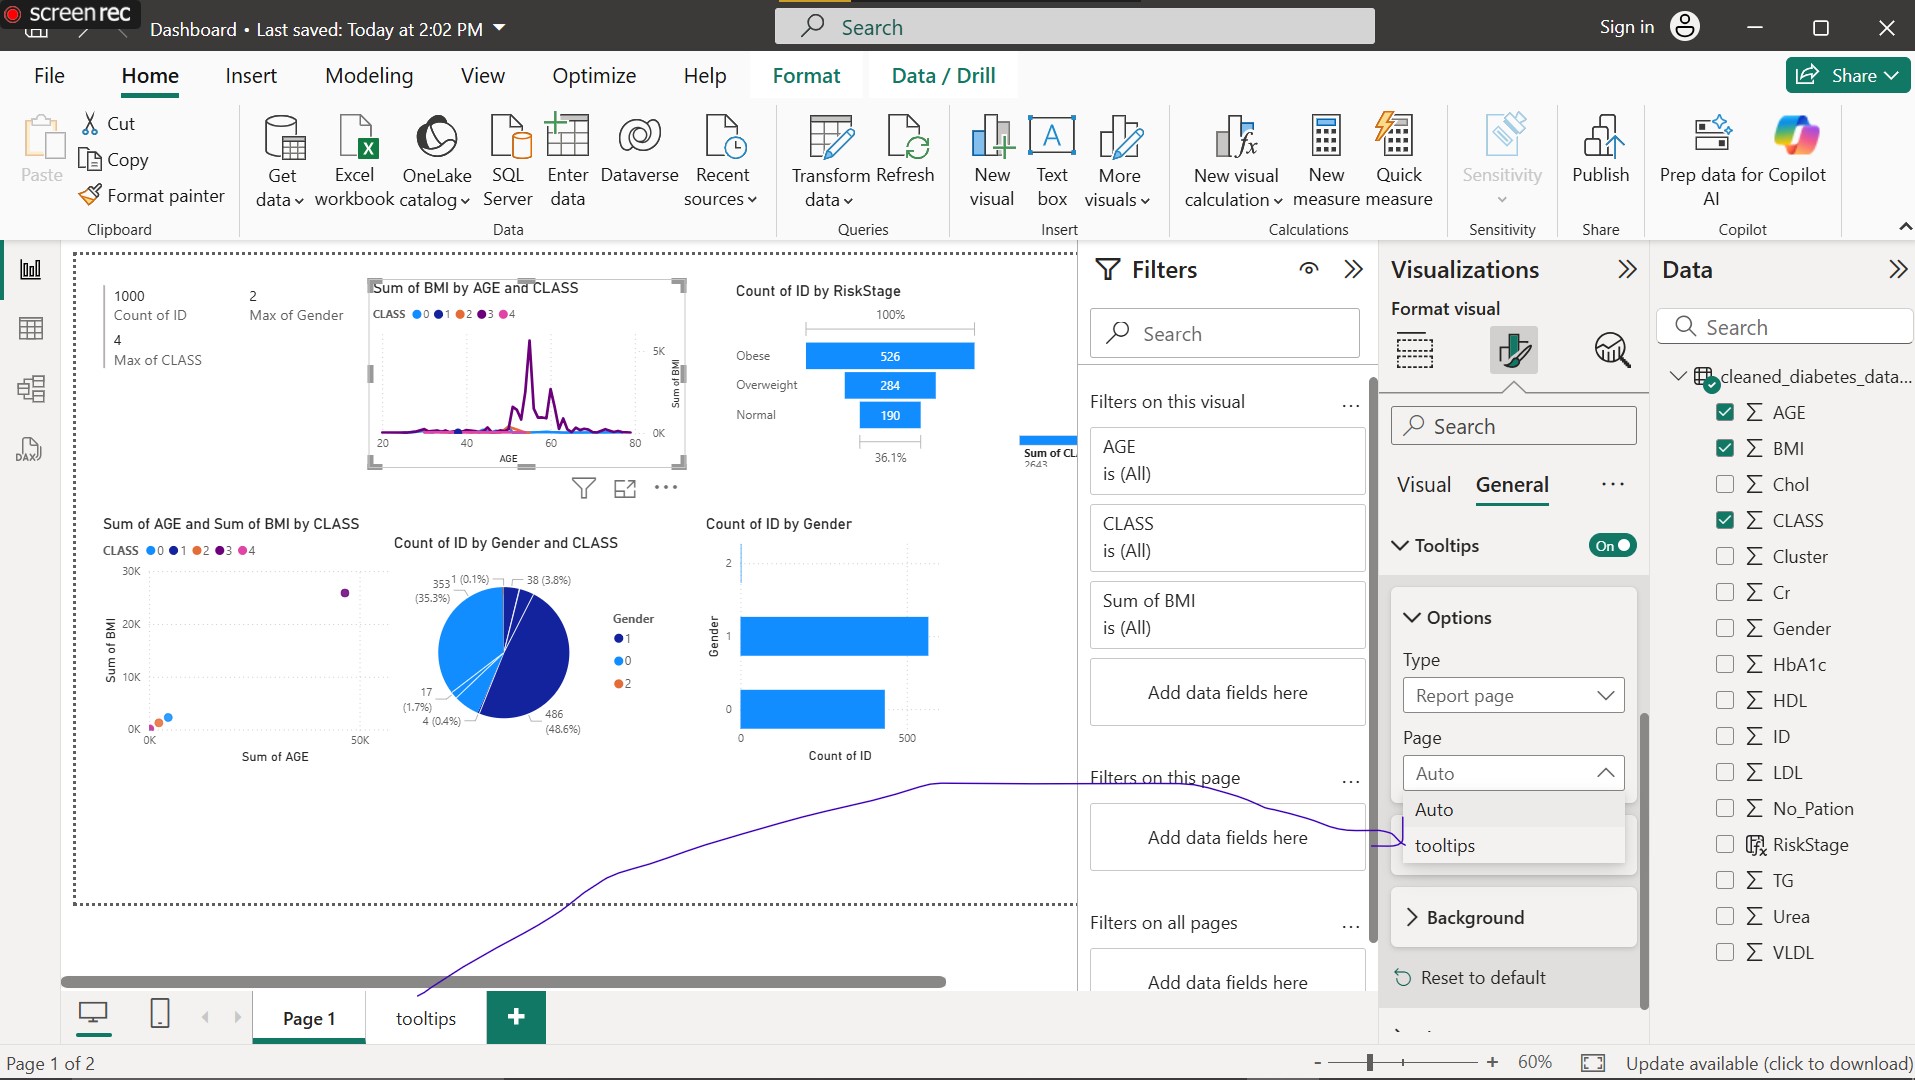 screen rec
Dashboard • Last saved: Today at 2:02 PM
Search
Sign in
File
Home
Insert
Modeling
View
Optimize
Help
Format
Data / Drill
Share
Paste
Cut
Copy
Format painter
Clipboard
Get data
Excel workbook
OneLake catalog
SQL Server
Enter data
Dataverse
Recent sources
Data
Transform data
Refresh
Queries
New visual
Text box
More visuals
Insert
New visual calculation
New measure
Quick measure
Calculations
Sensitivity
Sensitivity
Publish
Share
Prep data for AI
Copilot
Copilot
1000
Count of ID
2
Max of Gender
4
Max of CLASS
Sum of BMI by AGE and CLASS
CLASS 0 1 2 3 4
5K
0K
Sum of BMI
20 40 60 80
AGE
Count of ID by RiskStage
100%
Obese 526
Overweight 284
Normal 190
36.1%
Sum of CL
2643
Sum of AGE and Sum of BMI by CLASS
CLASS 0 1 2 3 4
30K
20K
10K
0K
Sum of BMI
0K 50K
Sum of AGE
Count of ID by Gender and CLASS
353
(35.3%)
1 (0.1%)
38 (3.8%)
17
(1.7%)
4 (0.4%)
486
(48.6%)
Gender
1
0
2
Count of ID by Gender
Gender
2
1
0
0 500
Count of ID
Filters
Search
Filters on this visual
...
AGE
is (All)
CLASS
is (All)
Sum of BMI
is (All)
Add data fields here
Filters on this page
...
Add data fields here
Filters on all pages
...
Add data fields here
Visualizations
Format visual
Search
Visual
General
...
Tooltips
On
Options
Type
Report page
Page
Auto
Auto
tooltips
Background
Reset to default
Data
Search
cleaned_diabetes_data...
AGE
BMI
Chol
CLASS
Cluster
Cr
Gender
HbA1c
HDL
ID
LDL
No_Pation
RiskStage
TG
Urea
VLDL
DAX
Page 1
tooltips
+
Page 1 of 2
- + 60%
Update available (click to download)